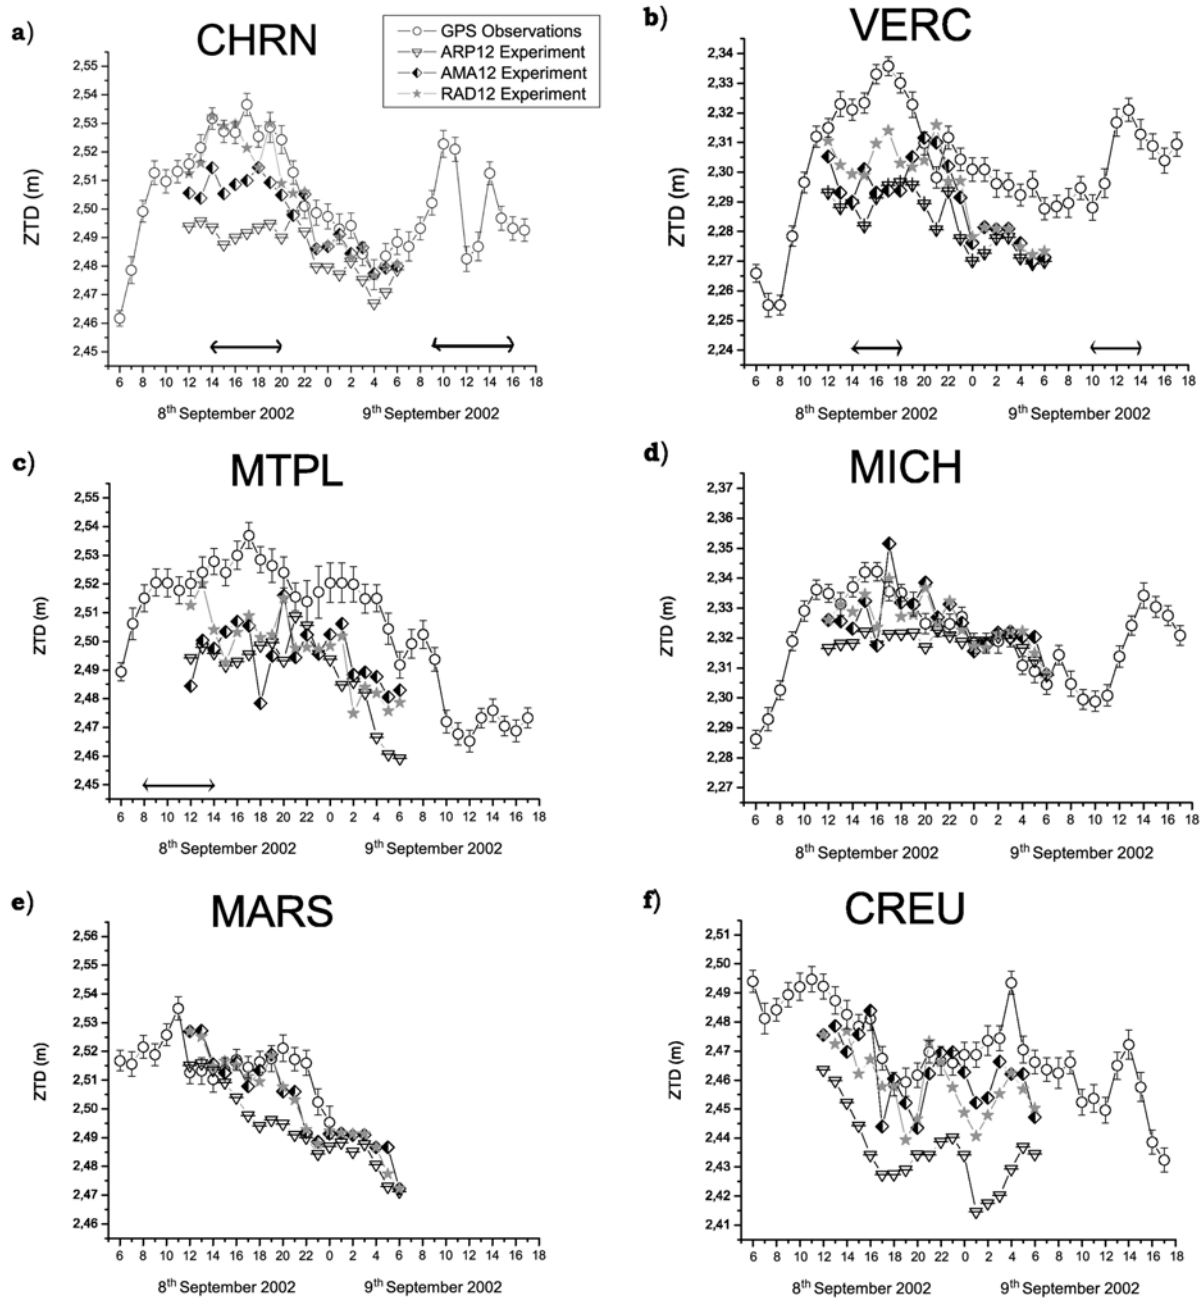 a)
CHRN
GPS Observations
ARP12 Experiment
AMA12 Experiment
RAD12 Experiment
ZTD (m)
2,55
2,54
2,53
2,52
2,51
2,50
2,49
2,48
2,47
2,46
2,45
6 8 10 12 14 16 18 20 22 0 2 4 6 8 10 12 14 16 18
8th September 2002 9th September 2002
b)
VERC
ZTD (m)
2,34
2,33
2,32
2,31
2,30
2,29
2,28
2,27
2,26
2,25
2,24
6 8 10 12 14 16 18 20 22 0 2 4 6 8 10 12 14 16 18
8th September 2002 9th September 2002
c)
MTPL
ZTD (m)
2,55
2,54
2,53
2,52
2,51
2,50
2,49
2,48
2,47
2,46
2,45
6 8 10 12 14 16 18 20 22 0 2 4 6 8 10 12 14 16 18
8th September 2002 9th September 2002
d)
MICH
ZTD (m)
2,37
2,36
2,35
2,34
2,33
2,32
2,31
2,30
2,29
2,28
2,27
6 8 10 12 14 16 18 20 22 0 2 4 6 8 10 12 14 16 18
8th September 2002 9th September 2002
e)
MARS
ZTD (m)
2,56
2,55
2,54
2,53
2,52
2,51
2,50
2,49
2,48
2,47
2,46
6 8 10 12 14 16 18 20 22 0 2 4 6 8 10 12 14 16 18
8th September 2002 9th September 2002
f)
CREU
ZTD (m)
2,51
2,50
2,49
2,48
2,47
2,46
2,45
2,44
2,43
2,42
2,41
6 8 10 12 14 16 18 20 22 0 2 4 6 8 10 12 14 16 18
8th September 2002 9th September 2002